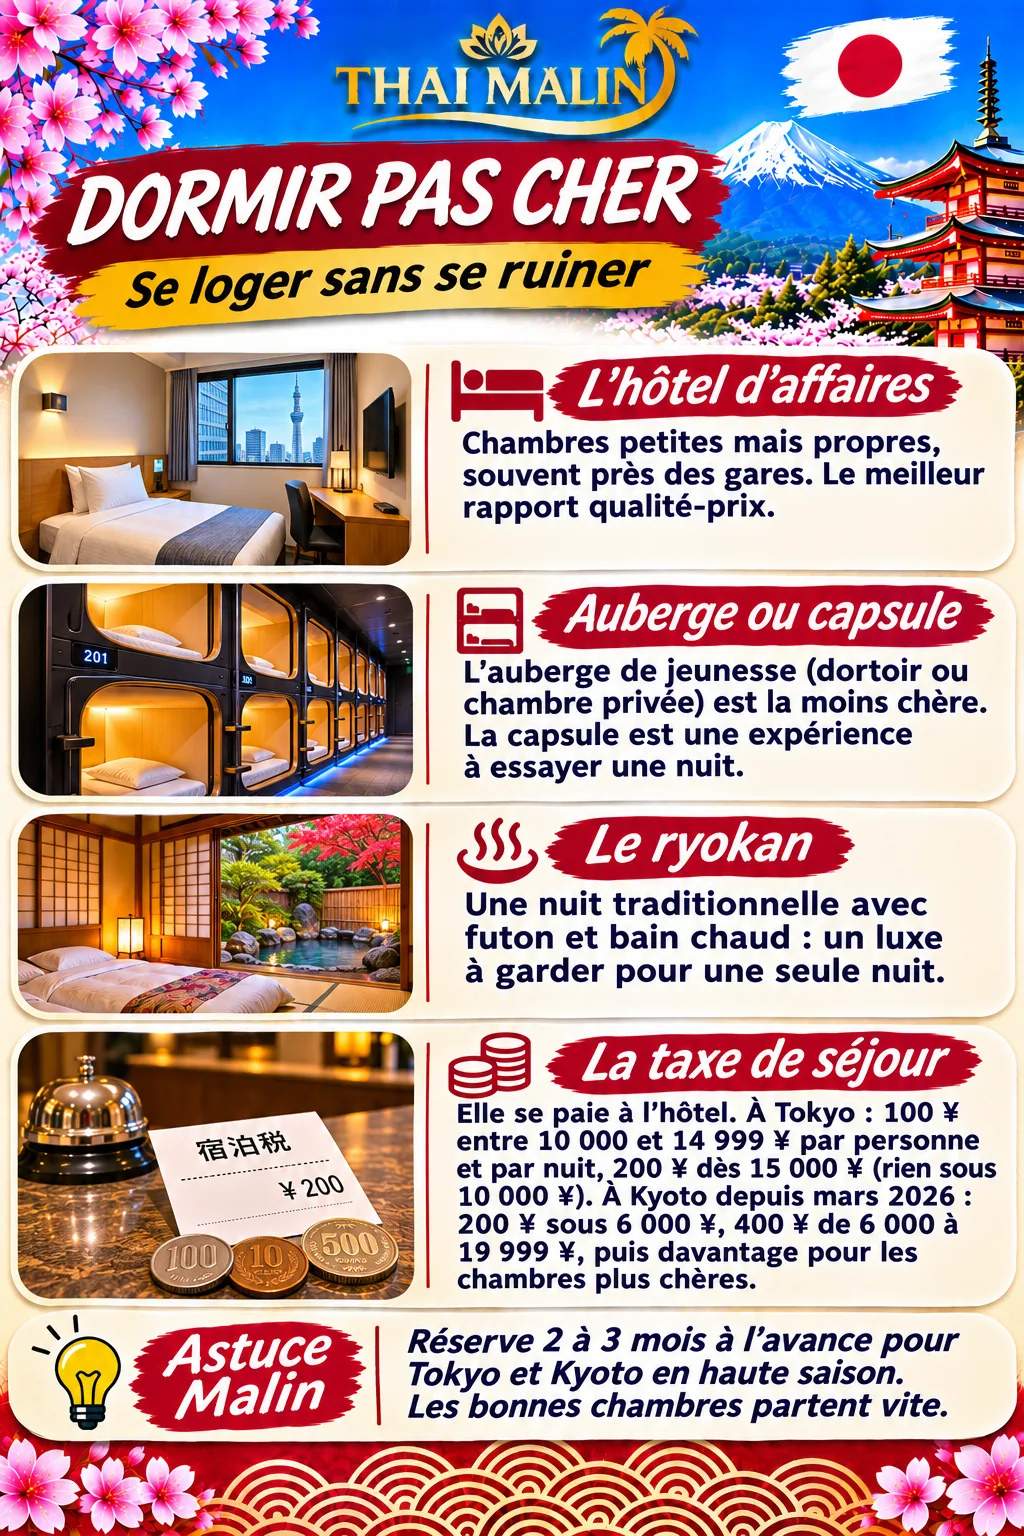 THAI MALIN
DORMIR PAS CHER
Se loger sans se ruiner
L'hôtel d'affaires
Chambres petites mais propres,
souvent près des gares. Le meilleur
rapport qualité-prix.
201
Auberge ou capsule
L'auberge de jeunesse (dortoir ou
chambre privée) est la moins chère.
La capsule est une expérience
à essayer une nuit.
Le ryokan
Une nuit traditionnelle avec
futon et bain chaud : un luxe
à garder pour une seule nuit.
宿泊税
¥200
100
10
500
La taxe de séjour
Elle se paie à l'hôtel. À Tokyo : 100 ¥
entre 10 000 et 14 999 ¥ par personne
et par nuit, 200 ¥ dès 15 000 ¥ (rien sous
10 000 ¥). À Kyoto depuis mars 2026 :
200 ¥ sous 6 000 ¥, 400 ¥ de 6 000 à
19 999 ¥, puis davantage pour les
chambres plus chères.
Astuce
Malin
Réserve 2 à 3 mois à l'avance pour
Tokyo et Kyoto en haute saison.
Les bonnes chambres partent vite.